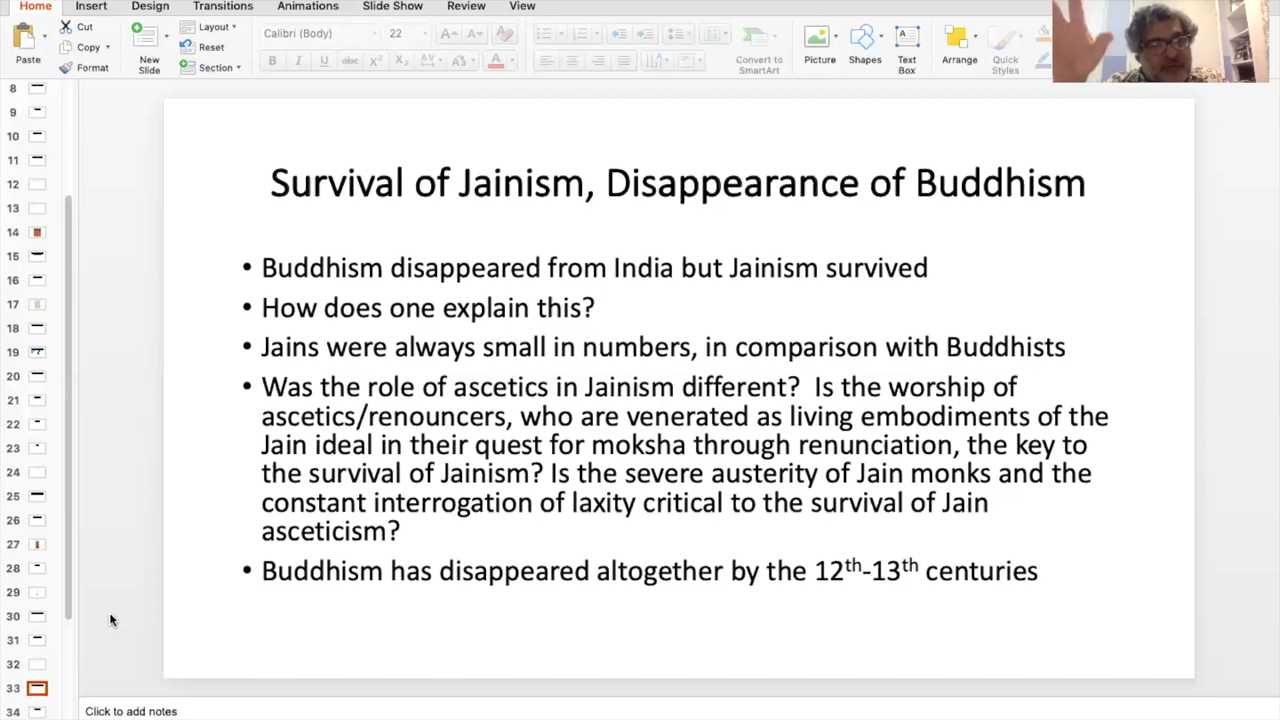 Home Insert Design Transitions Animations Slide Show Review View
Paste
Cut
Copy
Format
New Slide
Layout
Reset
Section
Calibri (Body) 22
B I U abc X² X₂ AV Aa A
Convert to SmartArt
Picture
Shapes
Text Box
Arrange
Quick Styles
8
9
10
11
12
13
14
15
16
17
18
19
20
21
22
23
24
25
26
27
28
29
30
31
32
33
34
Survival of Jainism, Disappearance of Buddhism
• Buddhism disappeared from India but Jainism survived
• How does one explain this?
• Jains were always small in numbers, in comparison with Buddhists
• Was the role of ascetics in Jainism different? Is the worship of
ascetics/renouncers, who are venerated as living embodiments of the
Jain ideal in their quest for moksha through renunciation, the key to
the survival of Jainism? Is the severe austerity of Jain monks and the
constant interrogation of laxity critical to the survival of Jain
asceticism?
• Buddhism has disappeared altogether by the 12th-13th centuries
Click to add notes